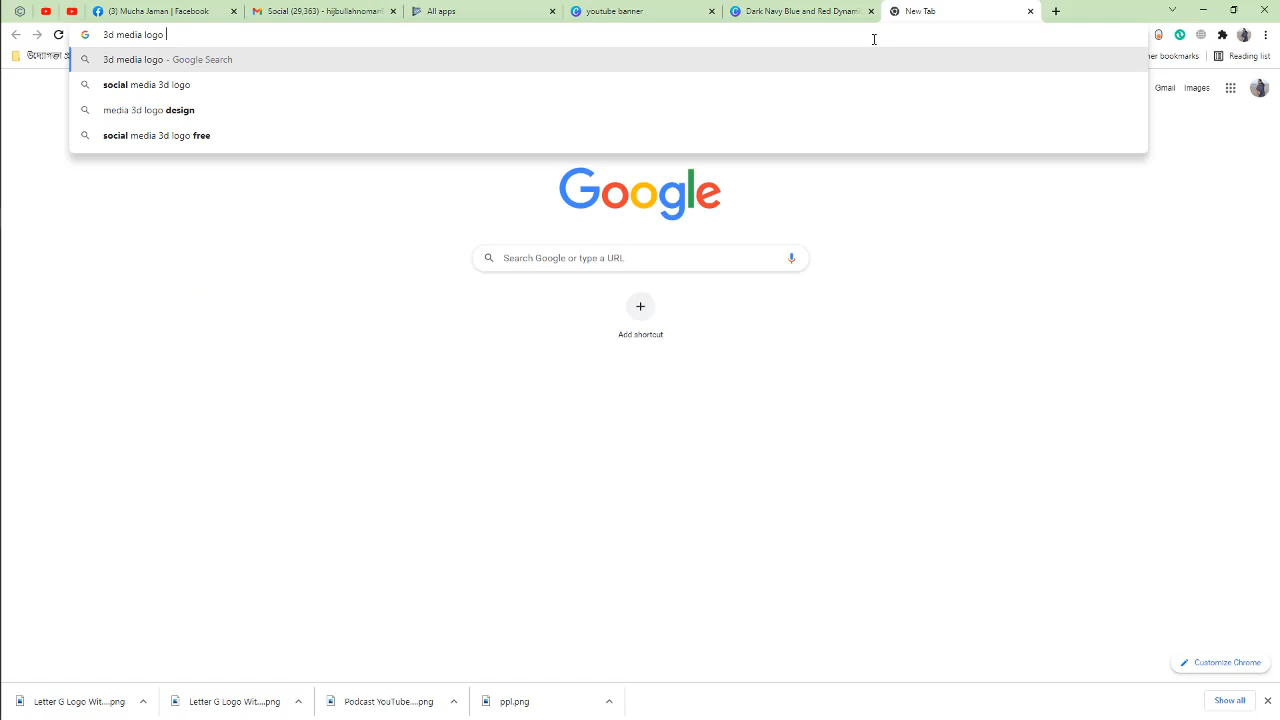 (3) Mucha Jaman | Facebook
Social (29,363) - hijbullahnoman
All apps
youtube banner
Dark Navy Blue and Red Dynami
New Tab
3d media logo
3d media logo - Google Search
social media 3d logo
media 3d logo design
social media 3d logo free
er bookmarks
Reading list
Gmail
Images
Google
Search Google or type a URL
Add shortcut
Customize Chrome
Letter G Logo Wit....png
Letter G Logo Wit....png
Podcast YouTube....png
ppl.png
Show all